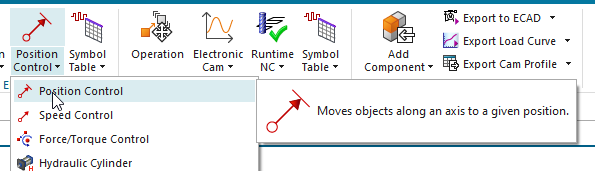 Position
Control
Symbol
Table
Operation
Electronic
Cam
Runtime
NC
Symbol
Table
Add
Component
Export to ECAD
Export Load Curve
Export Cam Profile
Position Control
Speed Control
Force/Torque Control
Hydraulic Cylinder
Moves objects along an axis to a given position.